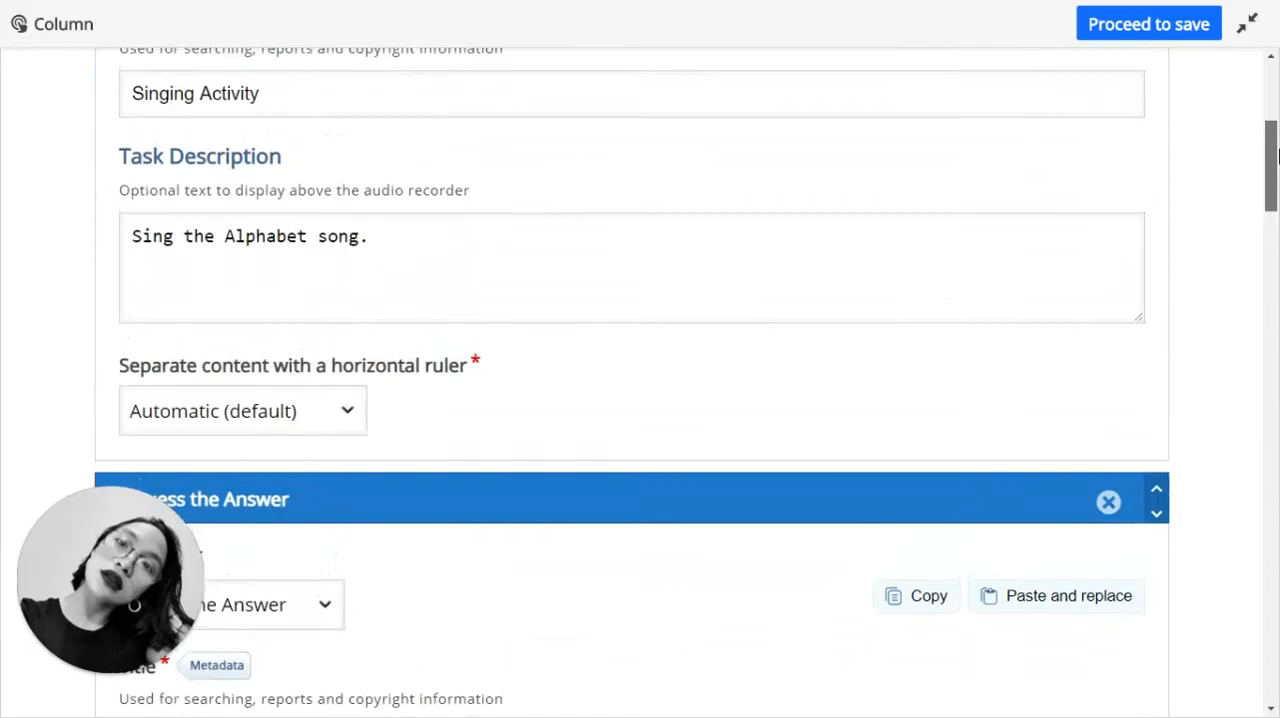 Column
Proceed to save
Used for searching, reports and copyright information
Singing Activity
Task Description
Optional text to display above the audio recorder
Sing the Alphabet song.
Separate content with a horizontal ruler *
Automatic (default)
ess the Answer
he Answer
Copy
Paste and replace
* Metadata
Used for searching, reports and copyright information